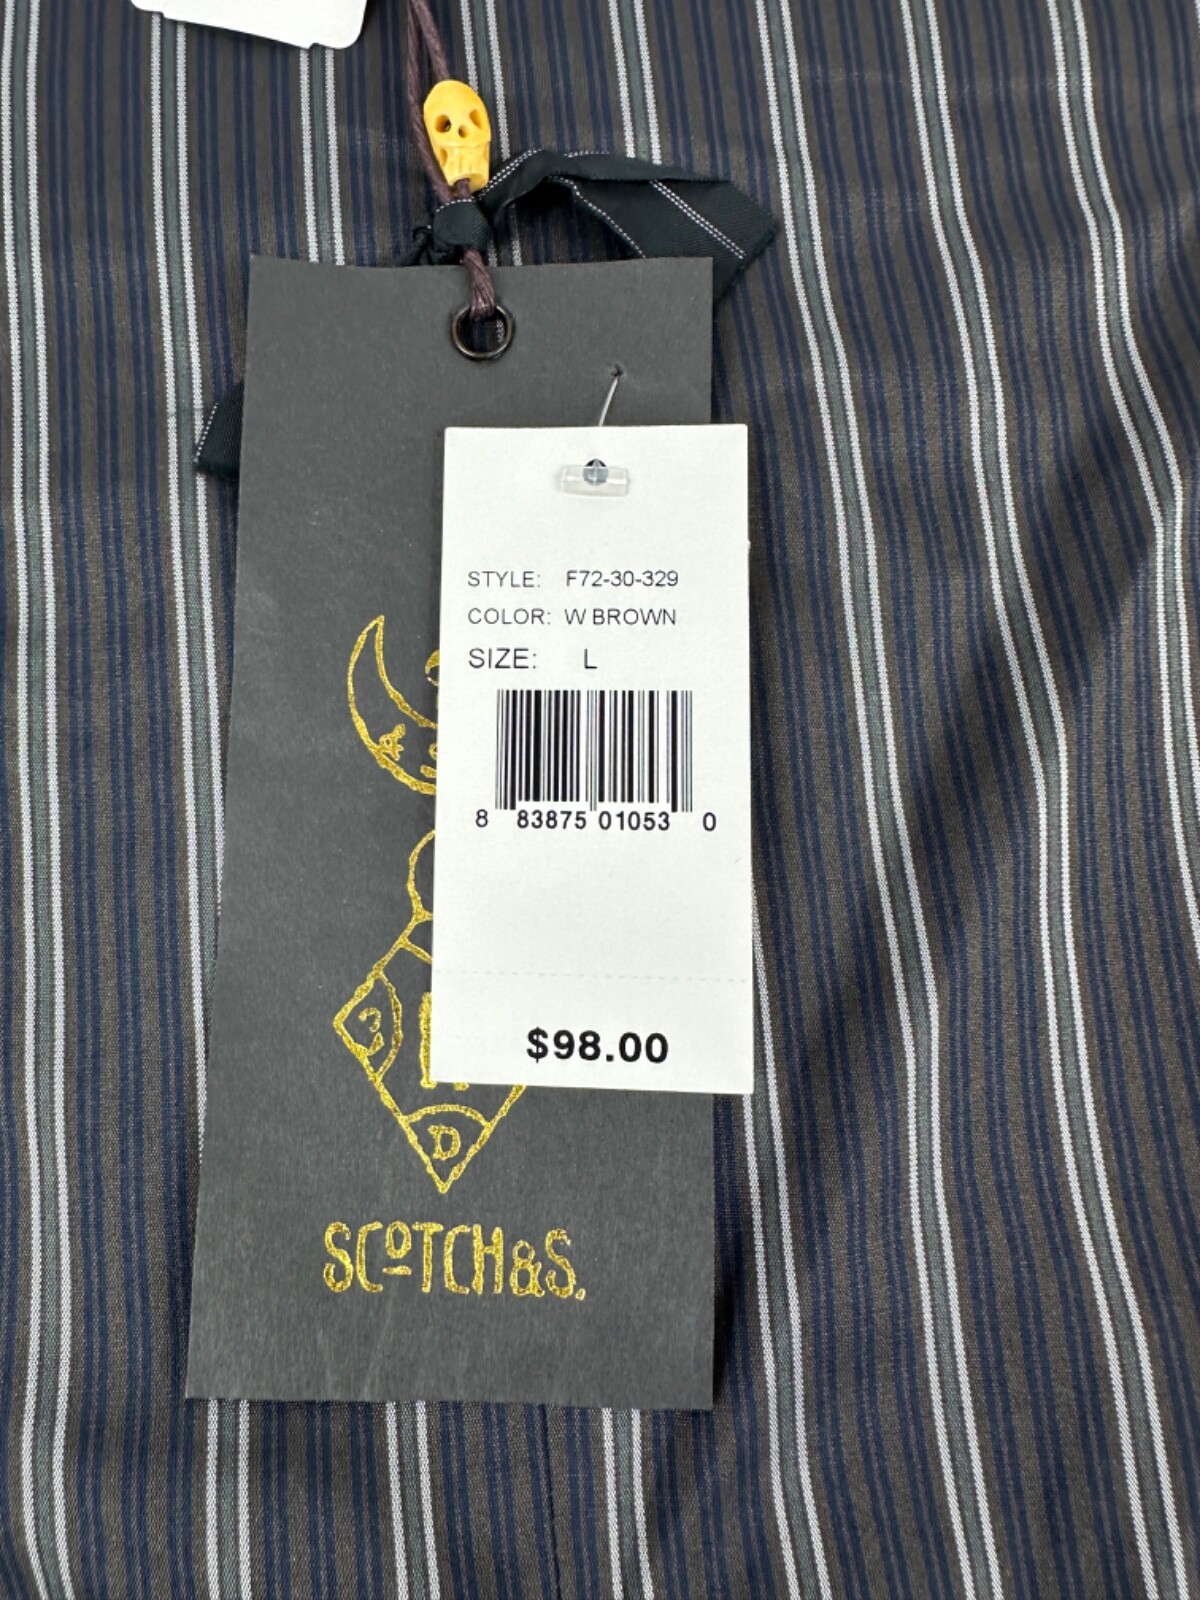 STYLE: F72-30-329
COLOR: W BROWN
SIZE: L
8 83875 01053 0
$98.00
D
SCOTCH&S.